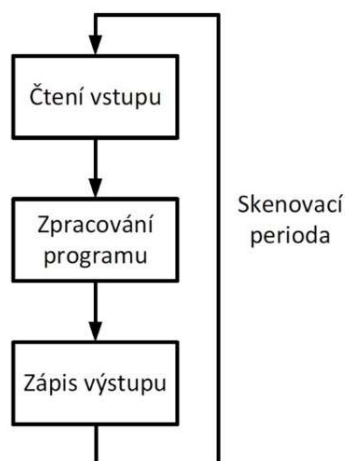 Čtení vstupu
Zpracování
programu
Zápis výstupu
Skenovací
perioda